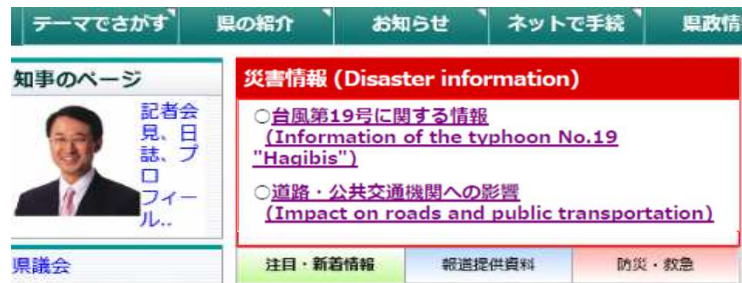 テーマでさがす
県の紹介
お知らせ
ネットで手続
県政情
知事のページ
記者会
見、日
誌、プ
ロ
フィー
ル..
県議会
災害情報 (Disaster information)
○台風第19号に関する情報
(Information of the typhoon No.19
"Hagibis")
○道路・公共交通機関への影響
(Impact on roads and public transportation)
注目・新着情報
報道提供資料
防災・救急